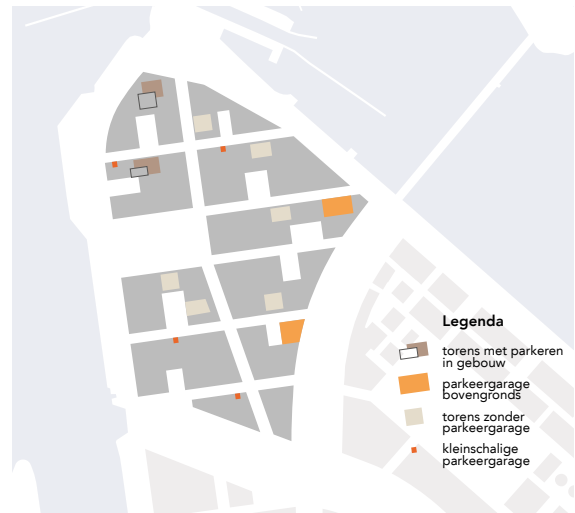 Legenda
torens met parkeren
in gebouw
parkeergarage
bovengronds
torens zonder
parkeergarage
kleinschalige
parkeergarage